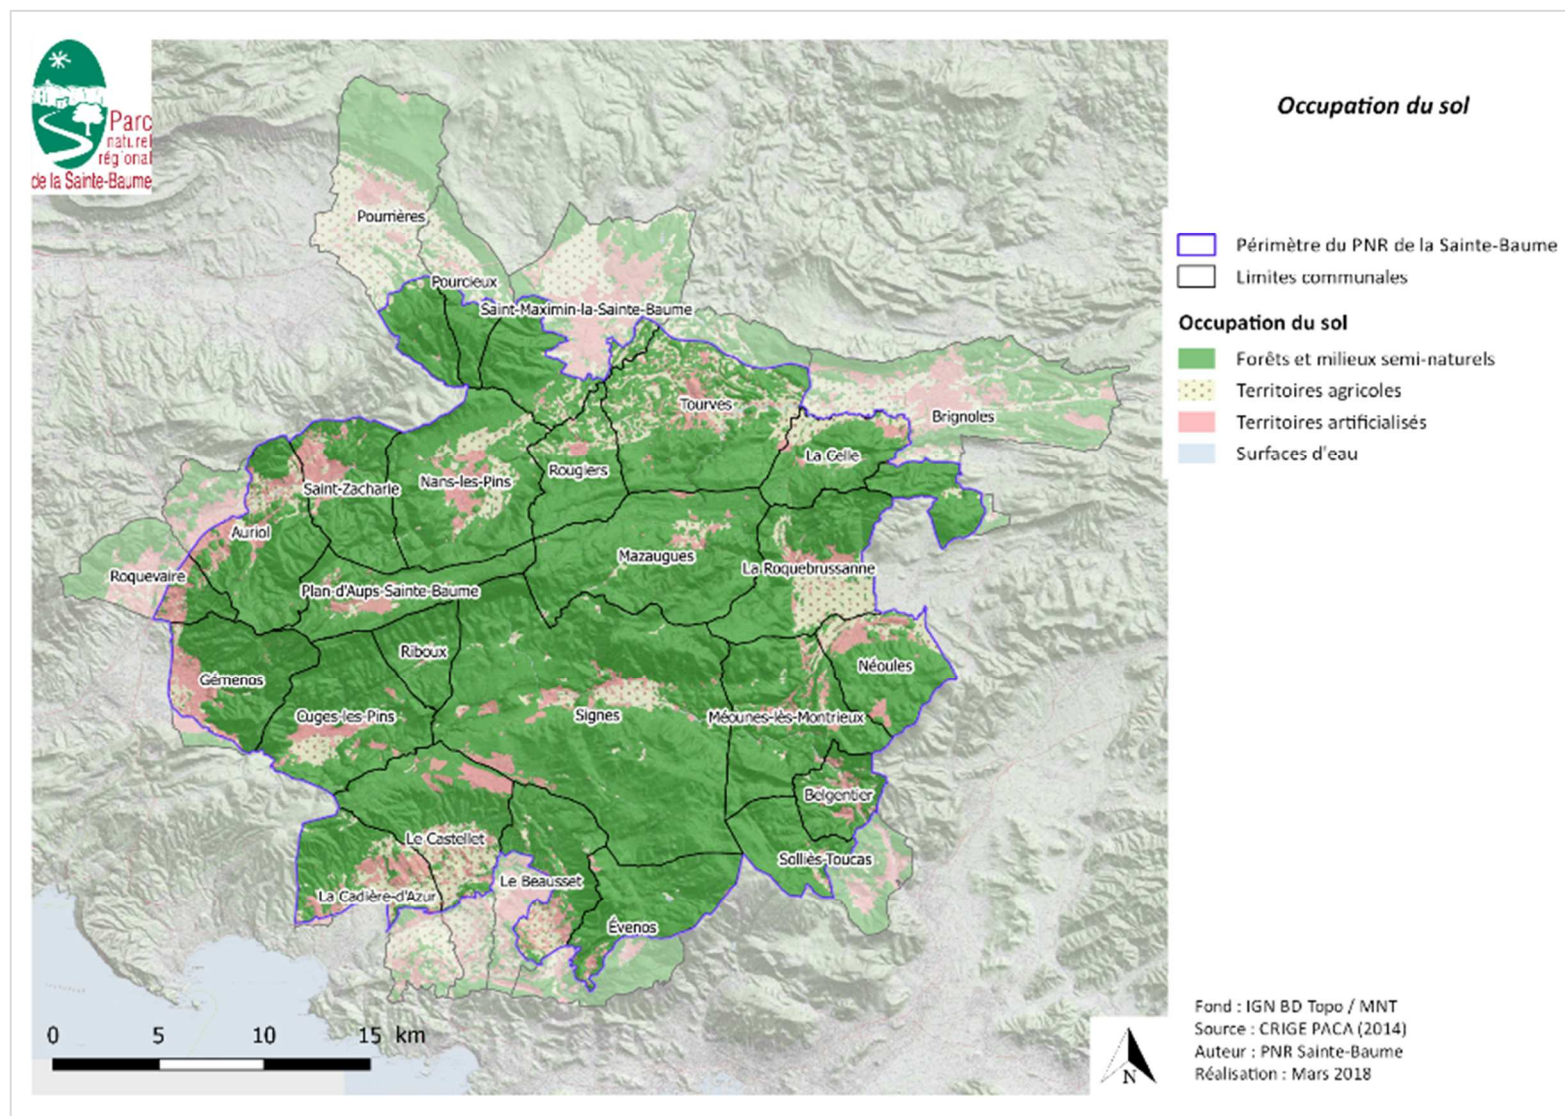 Parc
naturel
régional
de la Sainte-Baume
Occupation du sol
Périmètre du PNR de la Sainte-Baume
Limites communales
Occupation du sol
Forêts et milieux semi-naturels
Territoires agricoles
Territoires artificialisés
Surfaces d'eau
Pourrières
Pourcieux
Saint-Maximin-la-Sainte-Baume
Tourves
Brignoles
La Celle
Rougiers
Nans-les-Pins
Saint-Zacharie
Auriol
Mazaugues
La Roquebrussanne
Roquevaire
Plan-d'Aups-Sainte-Baume
Riboux
Néoules
Gémenos
Cuges-les-Pins
Signes
Méounes-lès-Montrieux
Belgentier
Le Castellet
Solliès-Toucas
Le Beausset
La Cadière-d'Azur
Évenos
0 5 10 15 km
N
Fond : IGN BD Topo / MNT
Source : CRIGE PACA (2014)
Auteur : PNR Sainte-Baume
Réalisation : Mars 2018